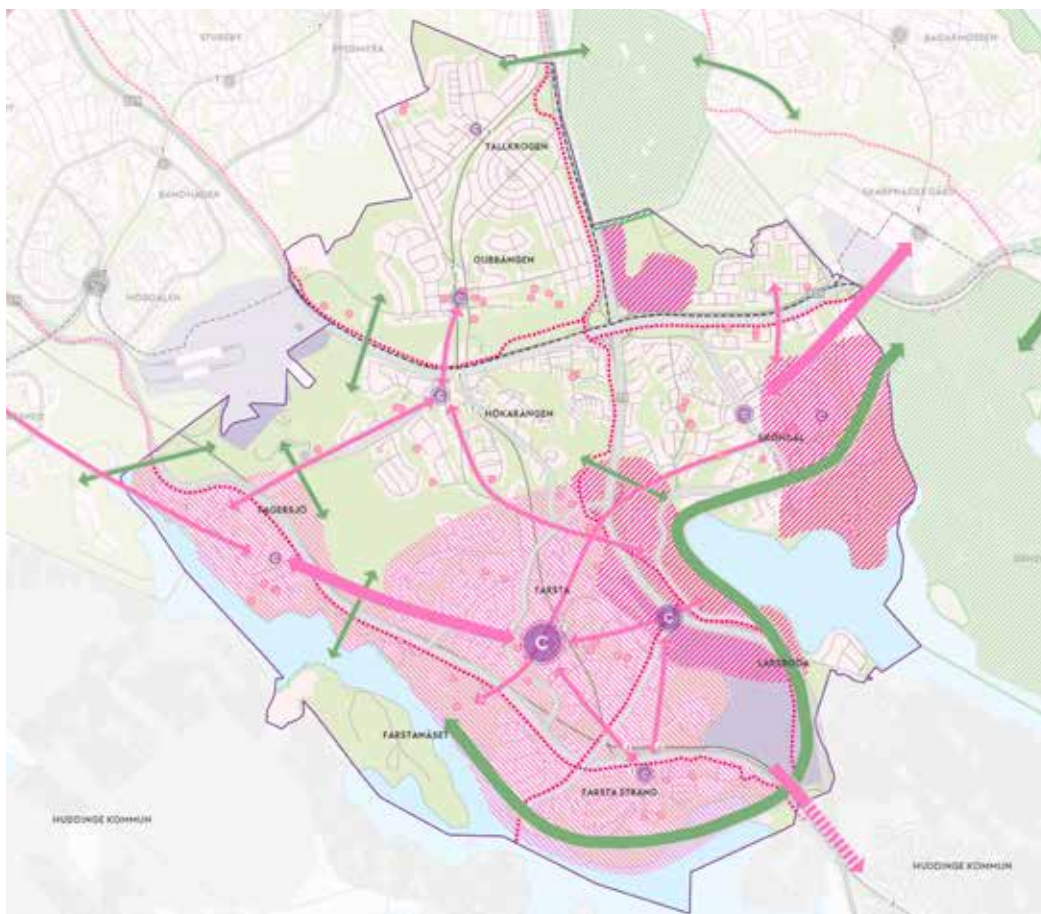 STUREBY
BAGARMOSSEN
TALLKROGEN
BANDHAGEN
SKARPNÄCKS GÅRD
GUBBÄNGEN
HÖGDALEN
HÖKARÄNGEN
SKÖNDAL
FAGERSJÖ
FARSTA
C
LARSBODA
FARSTANÄSET
FARSTA STRAND
HUDDINGE KOMMUN
HUDDINGE KOMMUN